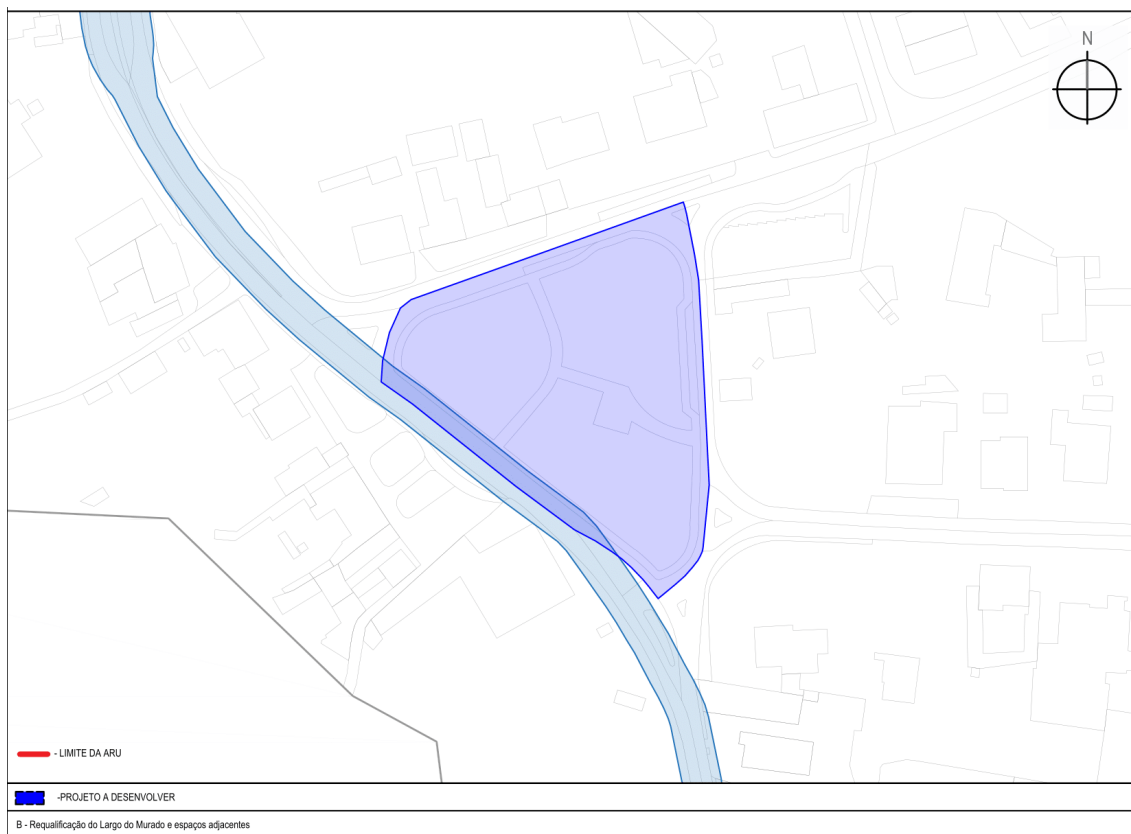 N
- LIMITE DA ARU
-PROJETO A DESENVOLVER
B - Requalificação do Largo do Murado e espaços adjacentes